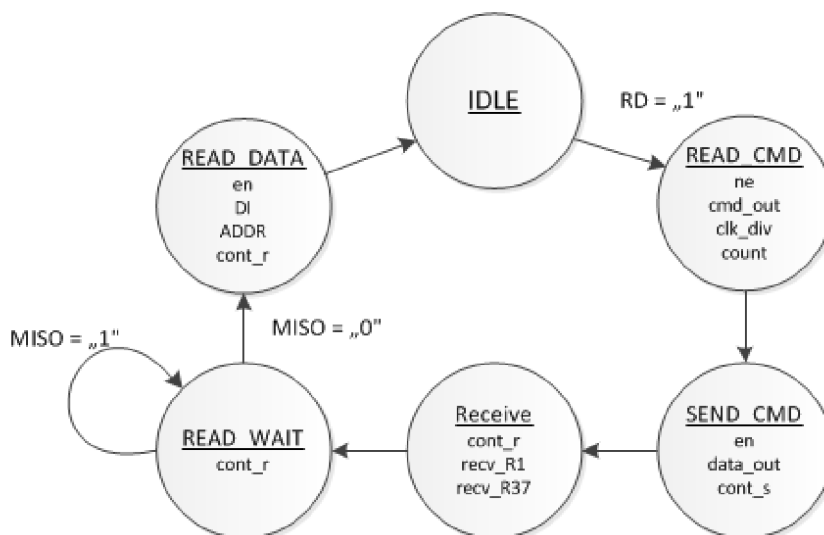 IDLE
RD = „1"
READ_CMD
ne
cmd_out
clk_div
count
SEND_CMD
en
data_out
cont_s
Receive
cont_r
recv_R1
recv_R37
READ_WAIT
cont_r
MISO = „1"
MISO = „0"
READ_DATA
en
DI
ADDR
cont_r